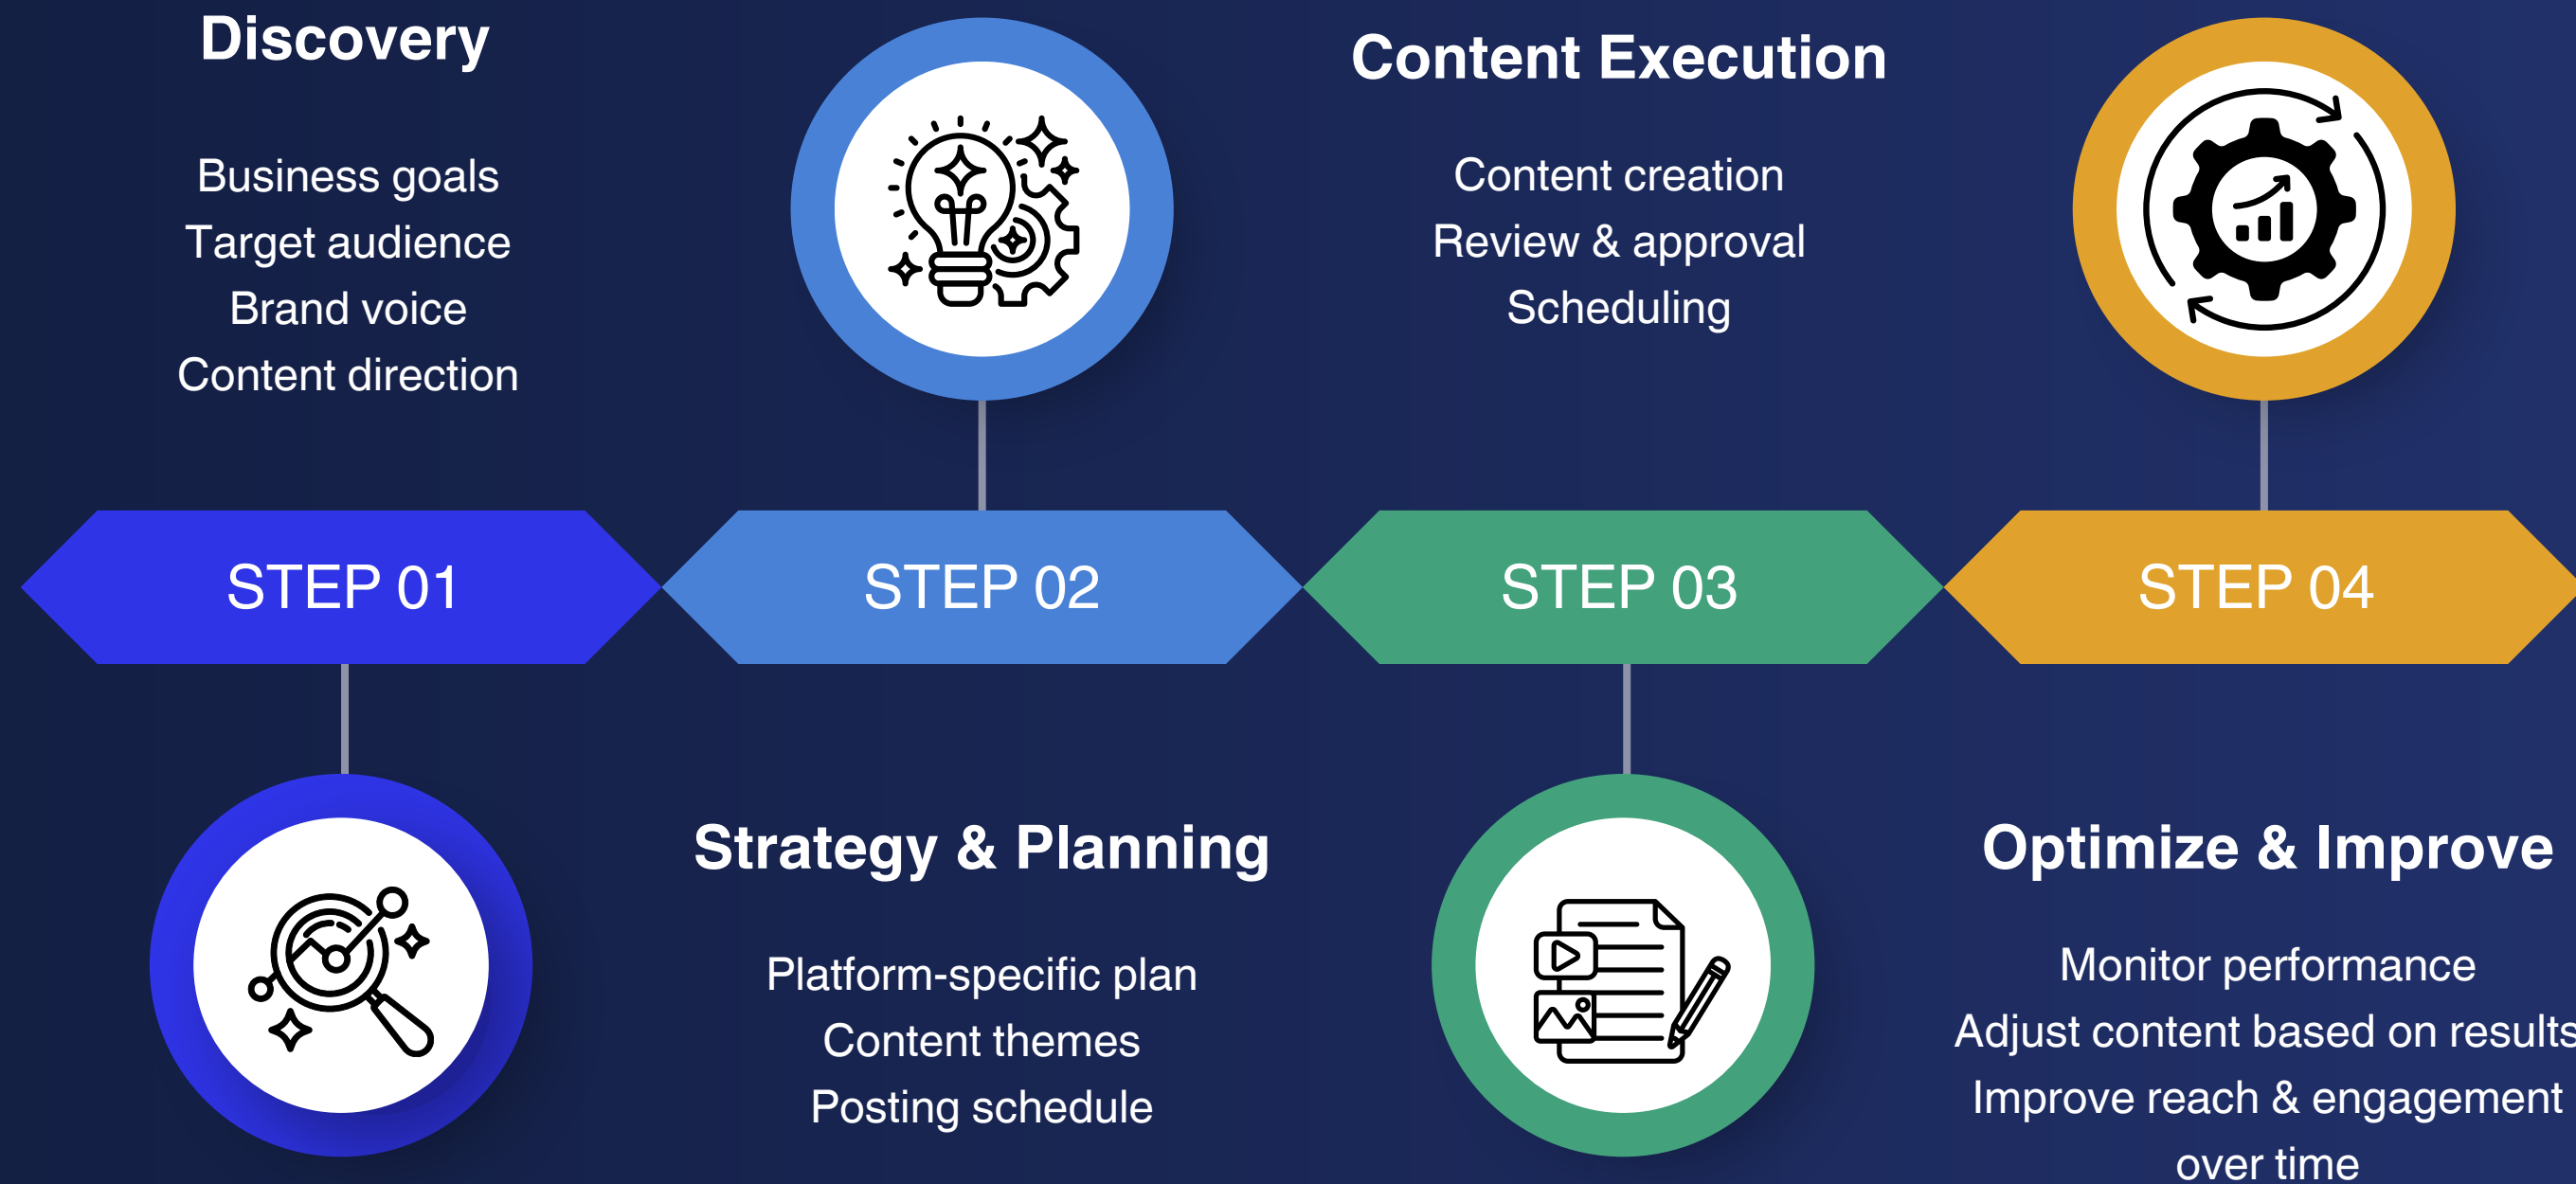 Discovery
Business goals
Target audience
Brand voice
Content direction
STEP 01
STEP 02
Strategy & Planning
Platform-specific plan
Content themes
Posting schedule
Content Execution
Content creation
Review & approval
Scheduling
STEP 03
STEP 04
Optimize & Improve
Monitor performance
Adjust content based on results
Improve reach & engagement
over time